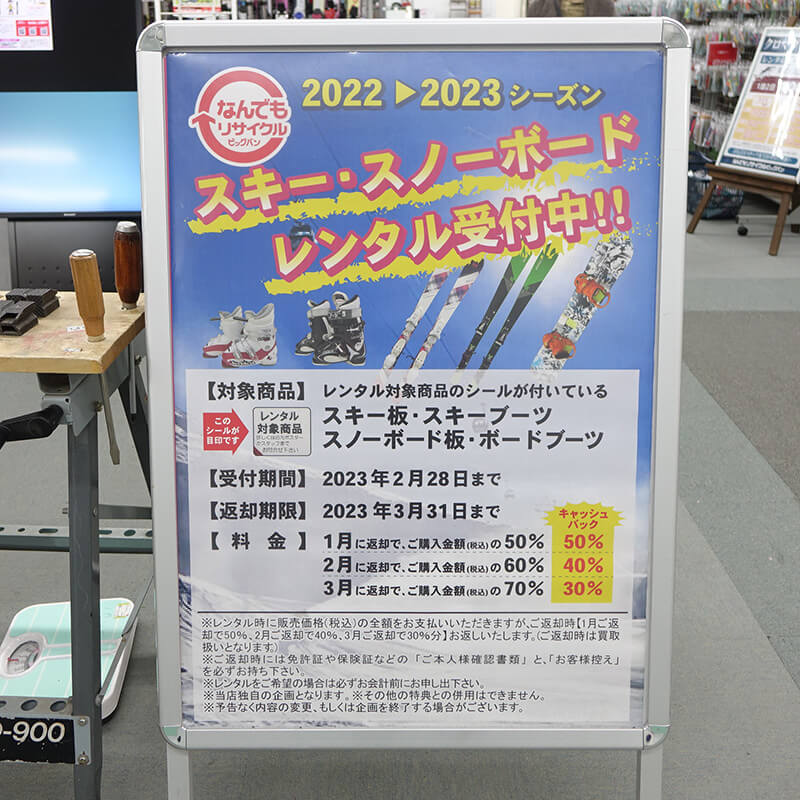 なんでも
リサイクル
ビッグバン
2022 ▶ 2023 シーズン
スキー・スノーボード
レンタル受付中!!
【対象商品】 レンタル対象商品のシールが付いている
この
シールが
目印です
レンタル
対象商品
スキー板・スキーブーツ
スノーボード板・ボードブーツ
【受付期間】 2023年2月28日まで
【返却期限】 2023年3月31日まで
キャッシュ
バック
【料金】 1月に返却で、ご購入金額(税込)の50% 50%
2月に返却で、ご購入金額(税込)の60% 40%
3月に返却で、ご購入金額(税込)の70% 30%
※レンタル時に販売価格(税込)の全額をお支払いいただきますが、ご返却時【1月ご返
却で50%、2月ご返却で40%、3月ご返却で30%分】お返しいたします。(ご返却時は買取
扱いとなります)
※ご返却時には免許証や保険証などの「ご本人様確認書類」と、「お客様控え」
を必ずお持ち下さい。
※レンタルをご希望の場合は必ずお会計前にお申し出下さい。
※当店独自の企画となります。※その他の特典との併用はできません。
※予告なく内容の変更、もしくは企画を終了する場合がございます。
-900